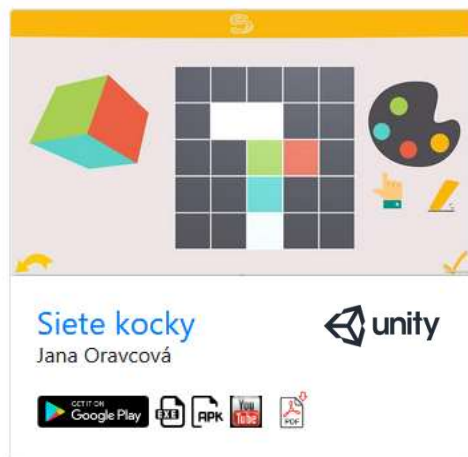 S
Siete kocky
unity
Jana Oravcová
GET IT ON
Google Play
EXE
APK
You
Tube
PDF